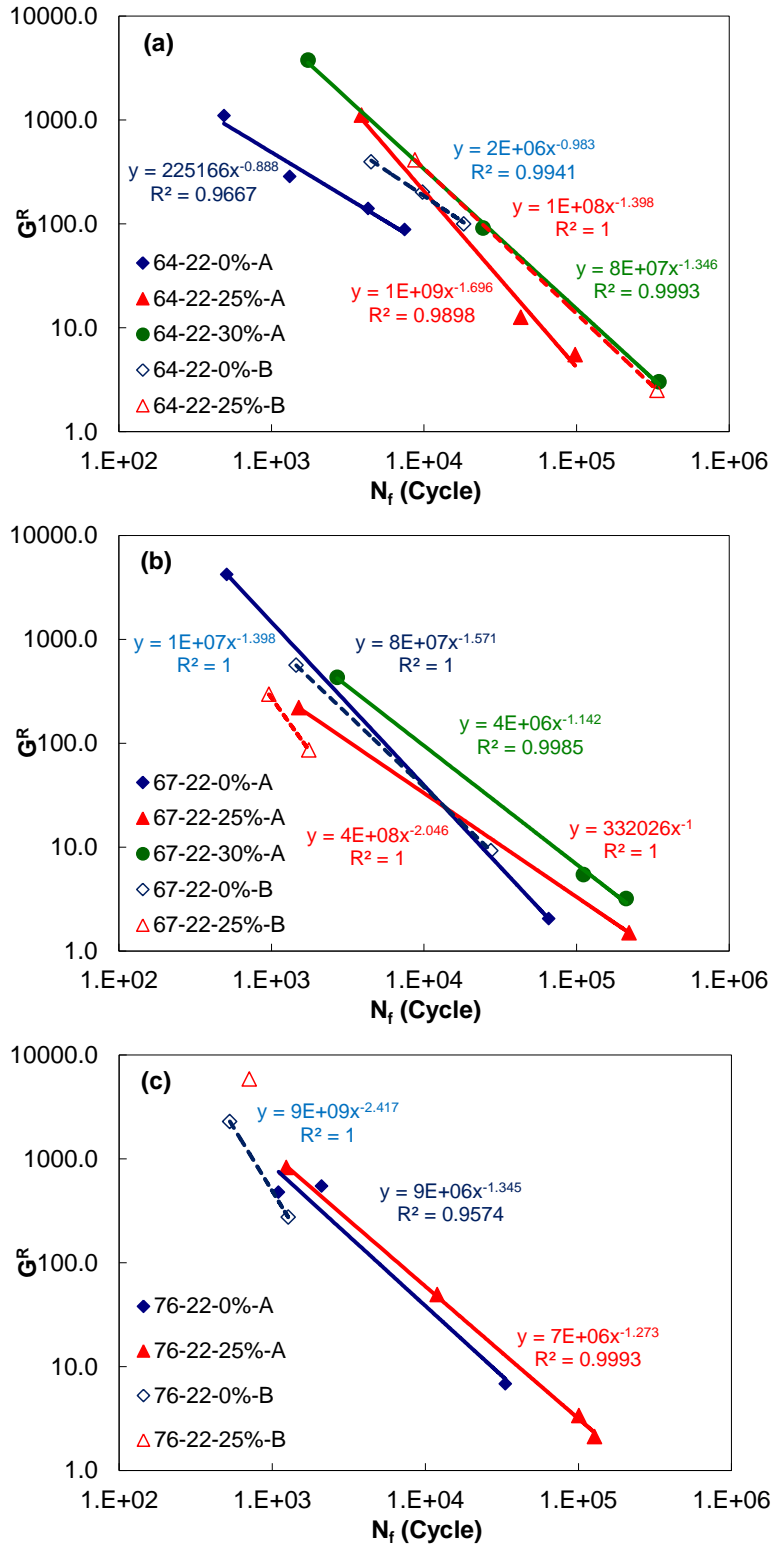 (a)
10000.0
1000.0
100.0
10.0
1.0
G^R
y = 225166x^-0.888
R² = 0.9667
y = 2E+06x^-0.983
R² = 0.9941
y = 1E+08x^-1.398
R² = 1
y = 8E+07x^-1.346
R² = 0.9993
y = 1E+09x^-1.696
R² = 0.9898
64-22-0%-A
64-22-25%-A
64-22-30%-A
64-22-0%-B
64-22-25%-B
1.E+02 1.E+03 1.E+04 1.E+05 1.E+06
N_f (Cycle)
(b)
10000.0
1000.0
100.0
10.0
1.0
G^R
y = 1E+07x^-1.398
R² = 1
y = 8E+07x^-1.571
R² = 1
y = 4E+06x^-1.142
R² = 0.9985
y = 4E+08x^-2.046
R² = 1
y = 332026x^-1
R² = 1
67-22-0%-A
67-22-25%-A
67-22-30%-A
67-22-0%-B
67-22-25%-B
1.E+02 1.E+03 1.E+04 1.E+05 1.E+06
N_f (Cycle)
(c)
10000.0
1000.0
100.0
10.0
1.0
G^R
y = 9E+09x^-2.417
R² = 1
y = 9E+06x^-1.345
R² = 0.9574
y = 7E+06x^-1.273
R² = 0.9993
76-22-0%-A
76-22-25%-A
76-22-0%-B
76-22-25%-B
1.E+02 1.E+03 1.E+04 1.E+05 1.E+06
N_f (Cycle)